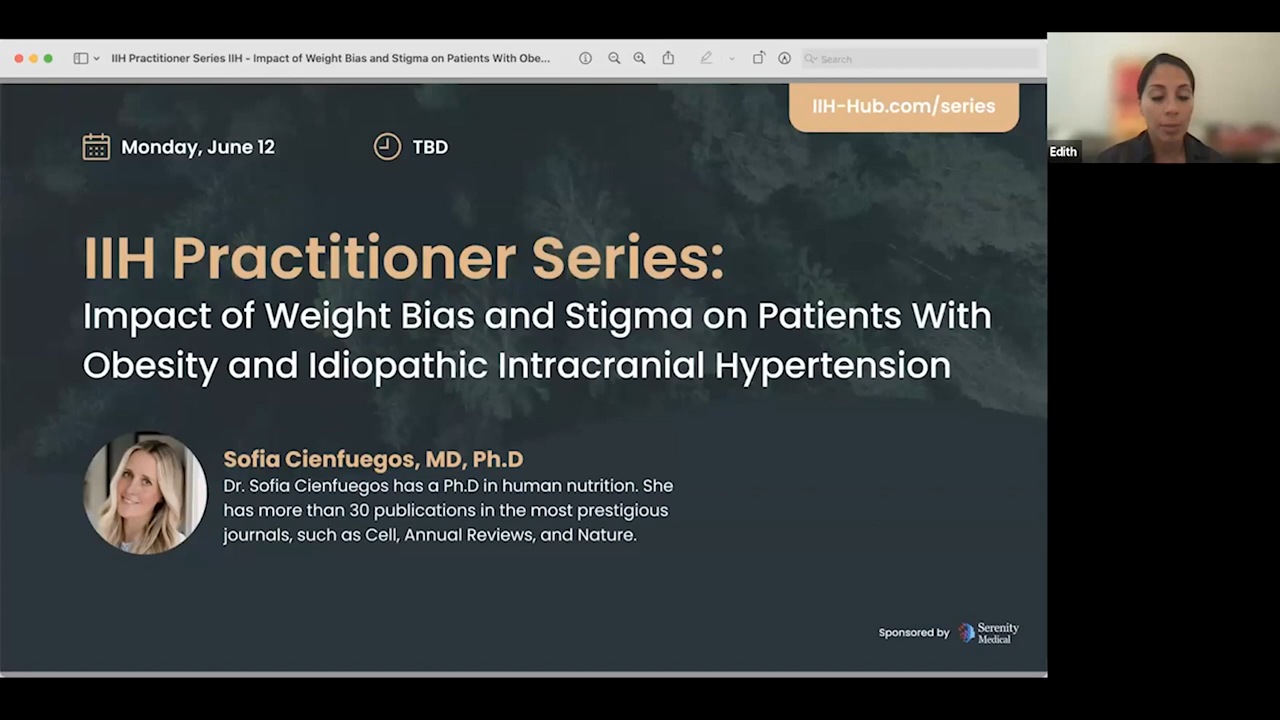 IIH Practitioner Series IIH - Impact of Weight Bias and Stigma on Patients With Obe...
Search
IIH-Hub.com/series
Monday, June 12
TBD
Edith
IIH Practitioner Series:
Impact of Weight Bias and Stigma on Patients With
Obesity and Idiopathic Intracranial Hypertension
Sofia Cienfuegos, MD, Ph.D
Dr. Sofia Cienfuegos has a Ph.D in human nutrition. She
has more than 30 publications in the most prestigious
journals, such as Cell, Annual Reviews, and Nature.
Sponsored by
Serenity
Medical